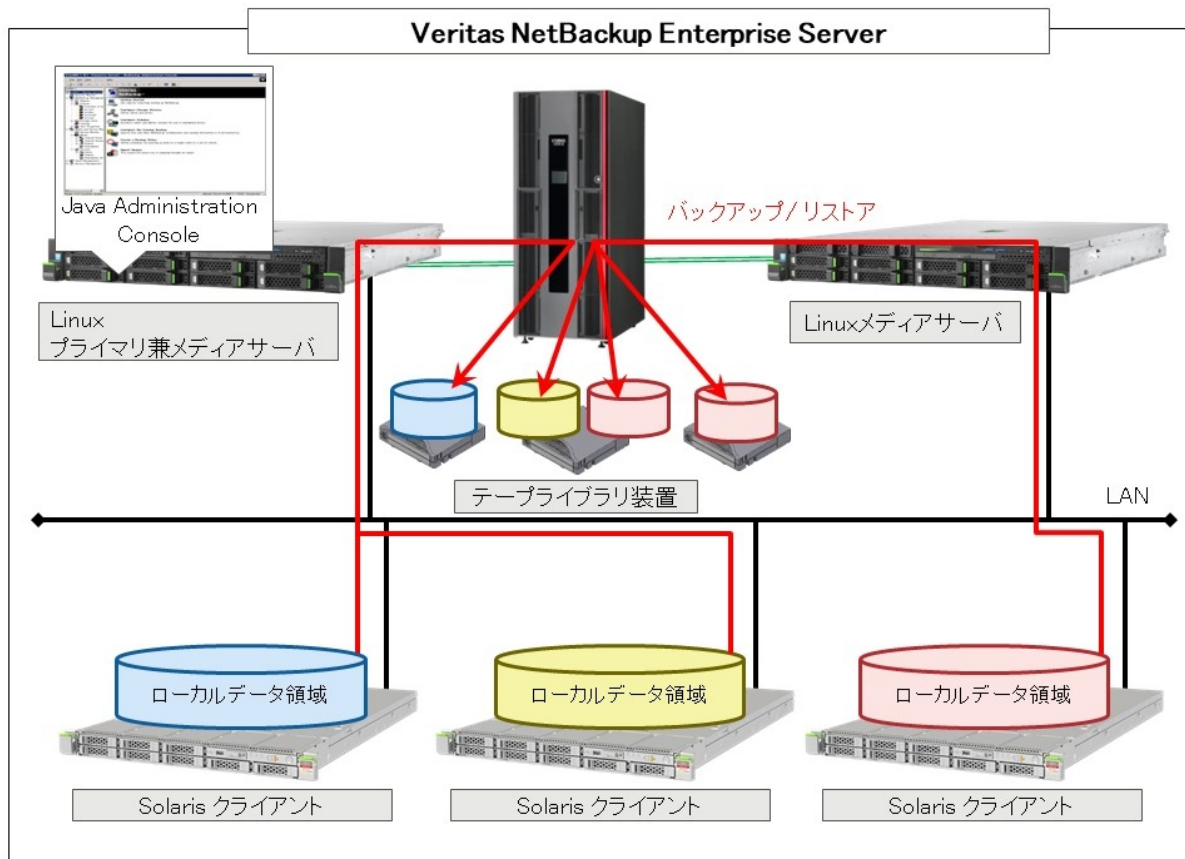 Veritas NetBackup Enterprise Server
Java Administration
Console
バックアップ/リストア
Linux
プライマリ兼メディアサーバ
Linuxメディアサーバ
テープライブラリ装置
LAN
ローカルデータ領域
ローカルデータ領域
ローカルデータ領域
Solaris クライアント
Solaris クライアント
Solaris クライアント